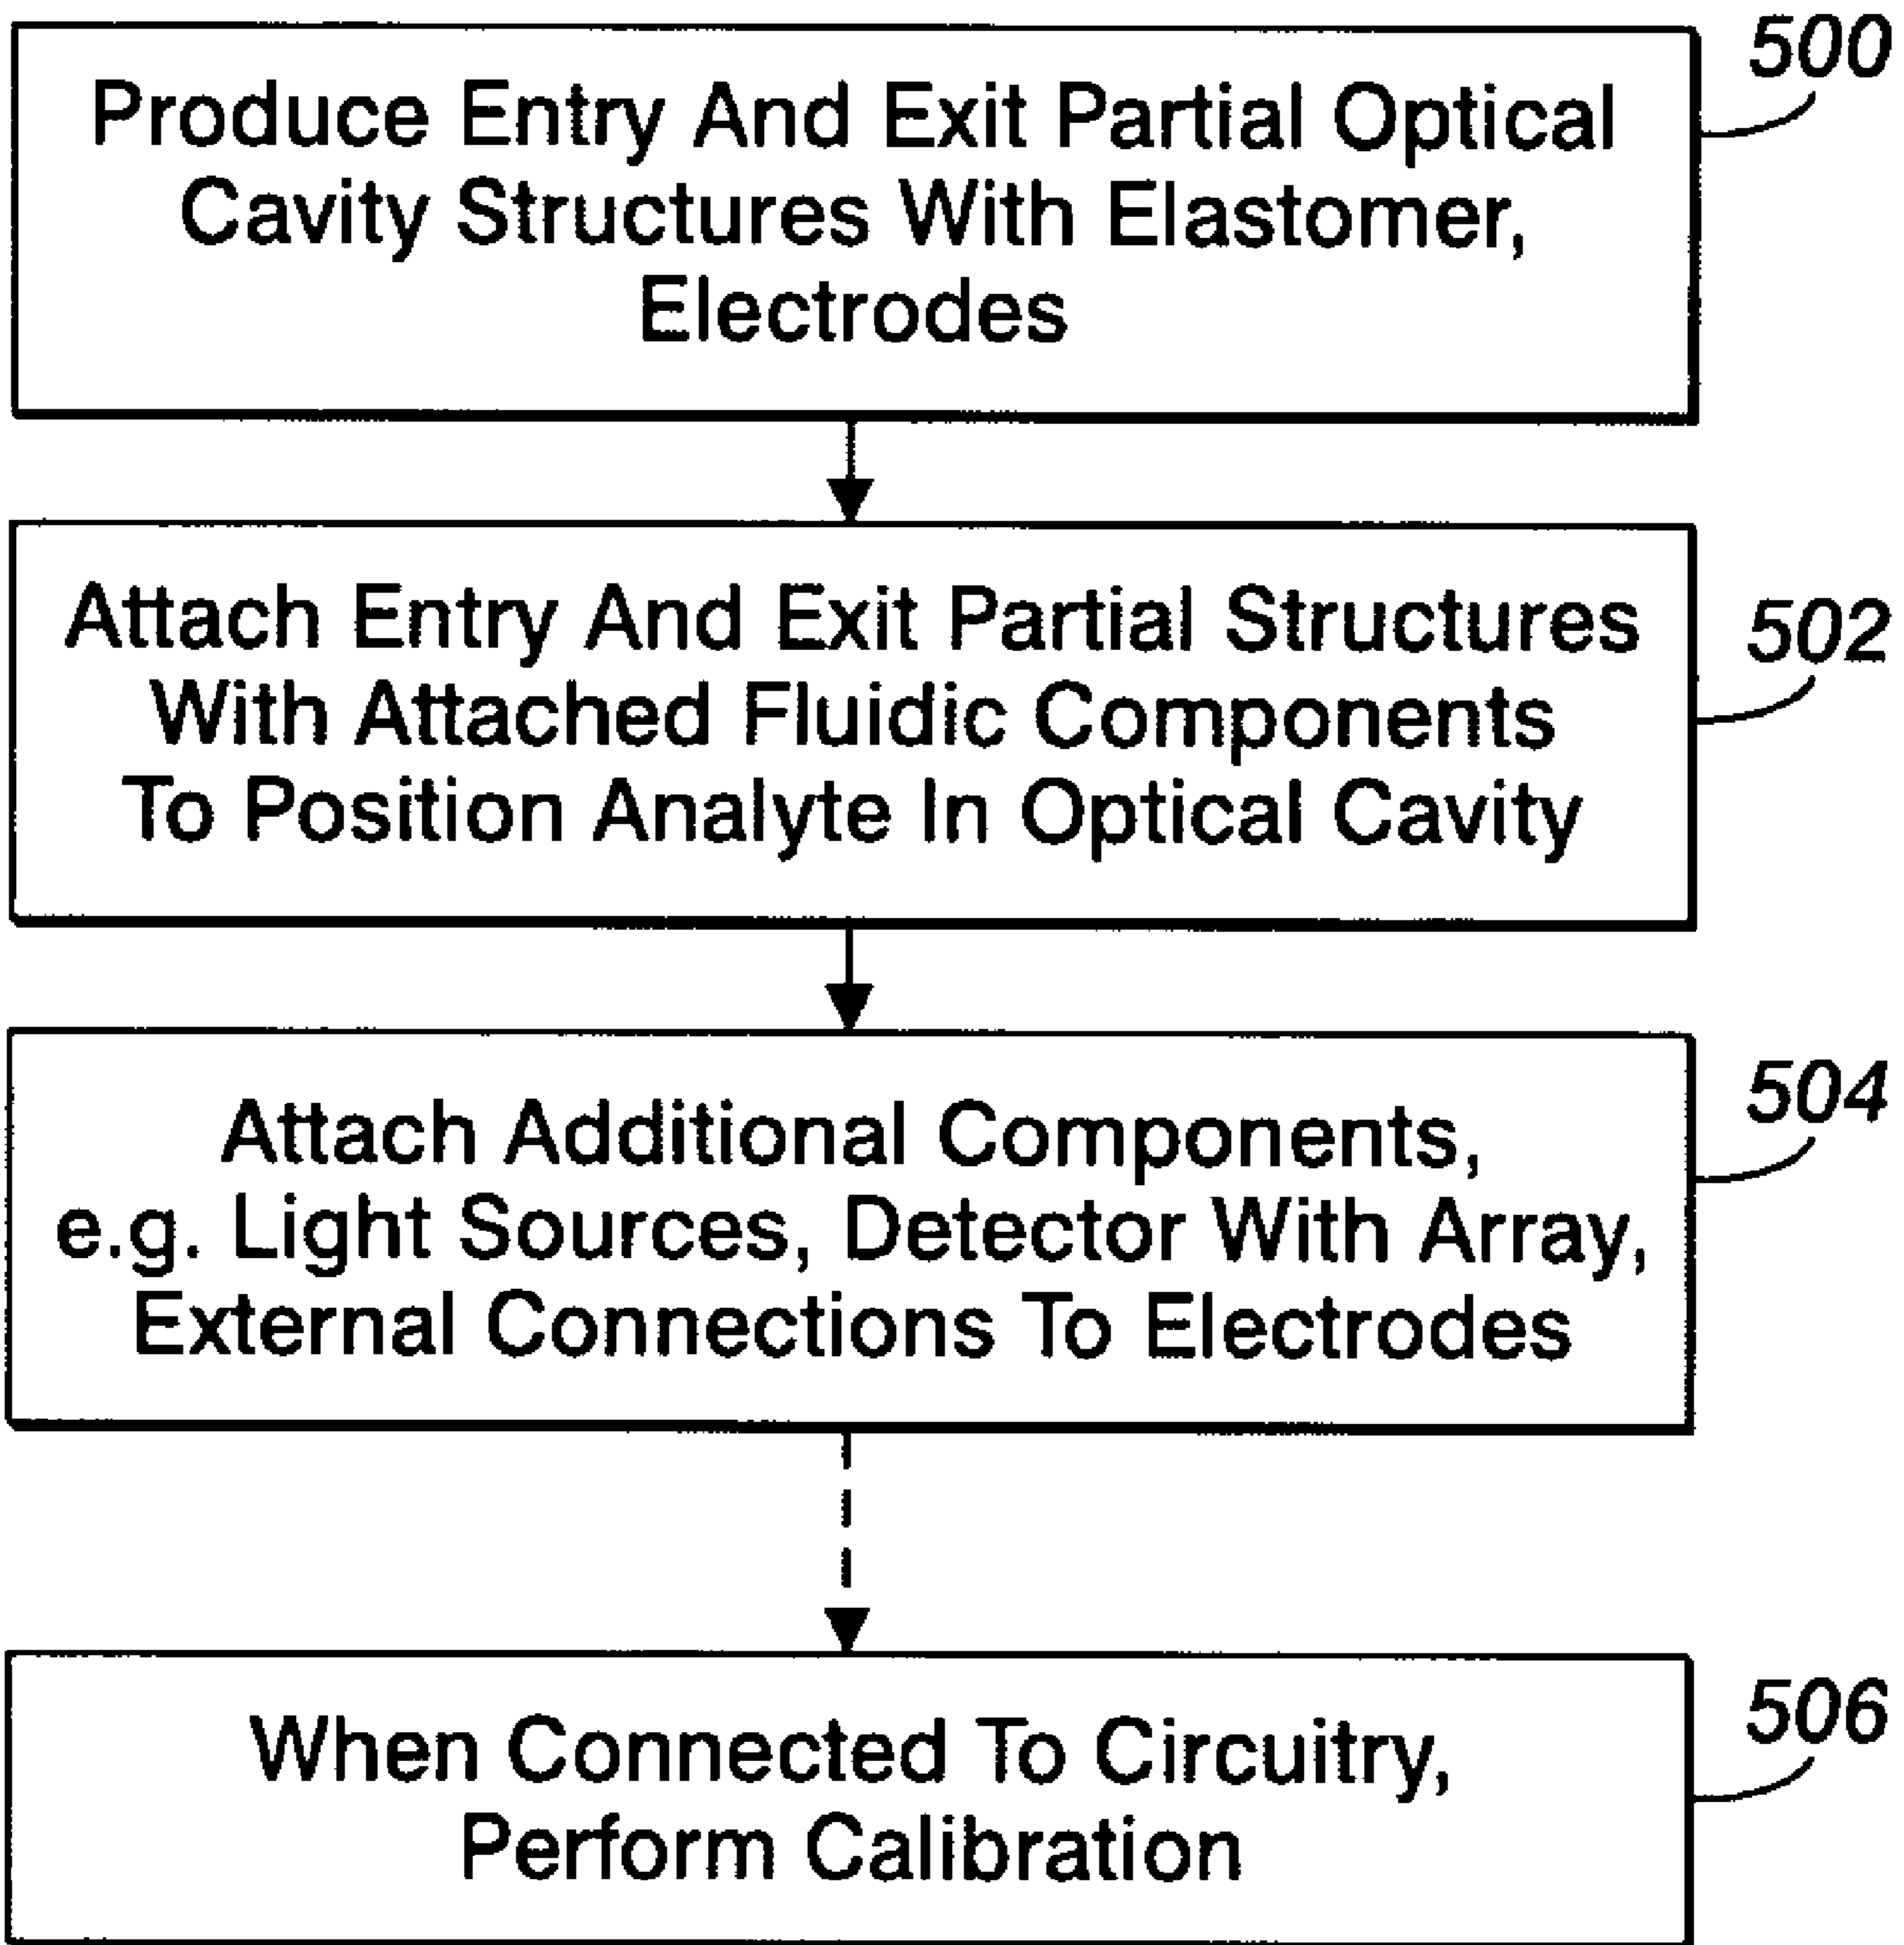 500
Produce Entry And Exit Partial Optical
Cavity Structures With Elastomer,
Electrodes
502
Attach Entry And Exit Partial Structures
With Attached Fluidic Components
To Position Analyte In Optical Cavity
504
Attach Additional Components,
e.g. Light Sources, Detector With Array,
External Connections To Electrodes
506
When Connected To Circuitry,
Perform Calibration